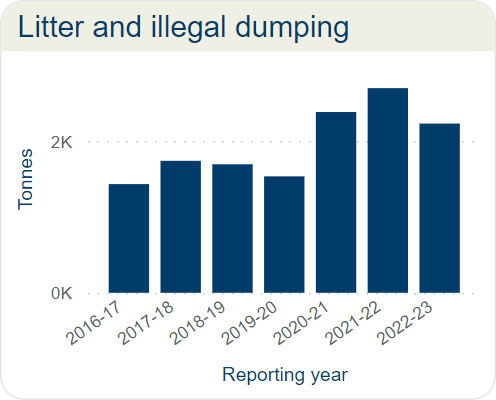 Litter and illegal dumping
Tonnes
2K
0K
2016-17
2017-18
2018-19
2019-20
2020-21
2021-22
2022-23
Reporting year